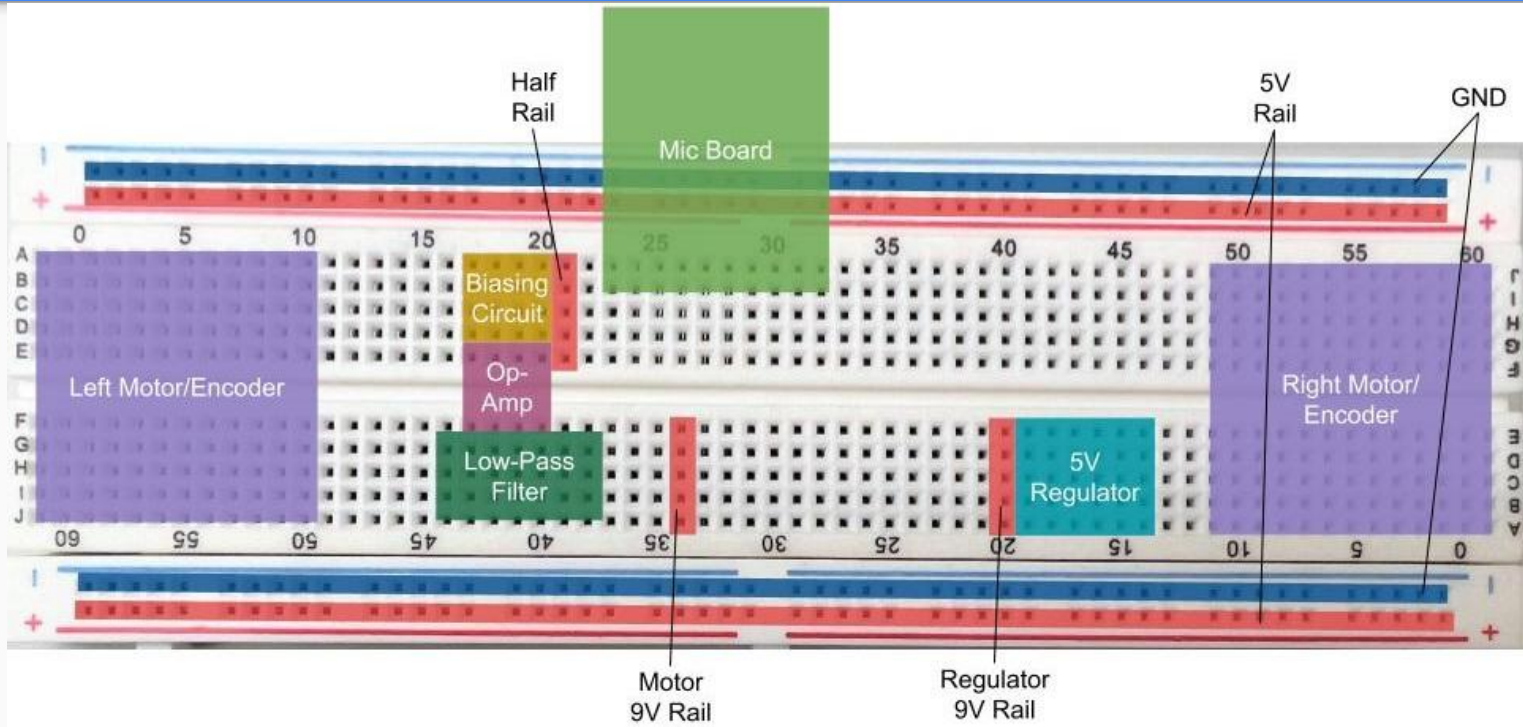 Half
Rail
5V
Rail
GND
Mic Board
+
+
0 5 10 15 20 25 30 35 40 45 50 55 60
A
B
C
D
E
J
I
H
G
F
Biasing
Circuit
Op-
Amp
Left Motor/Encoder
Right Motor/
Encoder
F
G
H
I
J
E
D
C
B
A
Low-Pass
Filter
5V
Regulator
60 55 50 45 40 35 30 25 20 15 10 5 0
+
+
Motor
9V Rail
Regulator
9V Rail